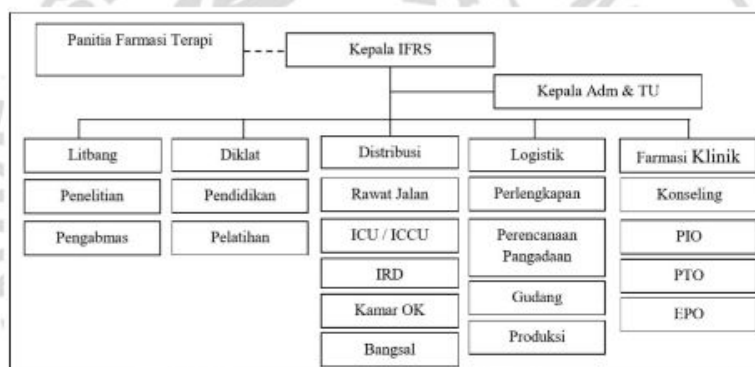 Panitia Farmasi Terapi
Kepala IFRS
Kepala Adm & TU
Litbang
Penelitian
Pengabmas
Diklat
Pendidikan
Pelatihan
Distribusi
Rawat Jalan
ICU / ICCU
IRD
Kamar OK
Bangsal
Logistik
Perlengkapan
Perencanaan
Pangadaan
Gudang
Produksi
Farmasi Klinik
Konseling
PIO
PTO
EPO